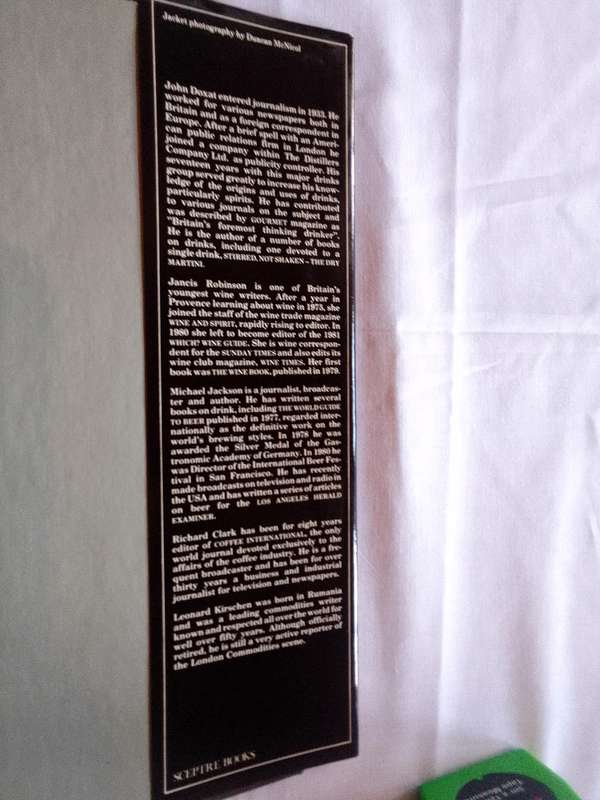 Jacket photography by Duncan McNicol
John Doxat entered journalism in 1933. He
worked for various newspapers both in
Britain and as a foreign correspondent in
Europe. After a brief spell with an Ameri-
can public relations firm in London he
joined a company within The Distillers
Company Ltd, as publicity controller. His
seventeen years with this major drinks
group served greatly to increase his know-
ledge of the origins and uses of drinks,
particularly spirits. He has contributed
to various journals on the subject and
was described by GOURMET magazine as
"Britain's foremost thinking drinker".
He is the author of a number of books
on drinks, including one devoted to a
single drink, STIRRED, NOT SHAKEN – THE DRY
MARTINI.
Jancis Robinson is one of Britain's
youngest wine writers. After a year in
Provence learning about wine in 1973, she
joined the staff of the wine trade magazine
WINE AND SPIRIT, rapidly rising to editor. In
1980 she left to become editor of the 1981
WHICH? WINE GUIDE. She is wine correspon-
dent for the SUNDAY TIMES and also edits its
wine club magazine, WINE TIMES. Her first
book was THE WINE BOOK, published in 1979.
Michael Jackson is a journalist, broadcas-
ter and author. He has written several
books on drink, including THE WORLD GUIDE
TO BEER published in 1977, regarded inter-
nationally as the definitive work on the
world's brewing styles. In 1978 he was
awarded the Silver Medal of the Gas-
tronomic Academy of Germany. In 1980 he
was Director of the International Beer Fes-
tival in San Francisco. He has recently
made broadcasts on television and radio in
the USA and has written a series of articles
on beer for the LOS ANGELES HERALD
EXAMINER.
Richard Clark has been for eight years
editor of COFFEE INTERNATIONAL, the only
world journal devoted exclusively to the
affairs of the coffee industry. He is a fre-
quent broadcaster and has been for over
thirty years a business and industrial
journalist for television and newspapers.
Leonard Kirschen was born in Rumania
and was a leading commodities writer
known and respected all over the world for
well over fifty years. Although officially
retired, he is still a very active reporter of
the London Commodities scene.
SCEPTRE BOOKS